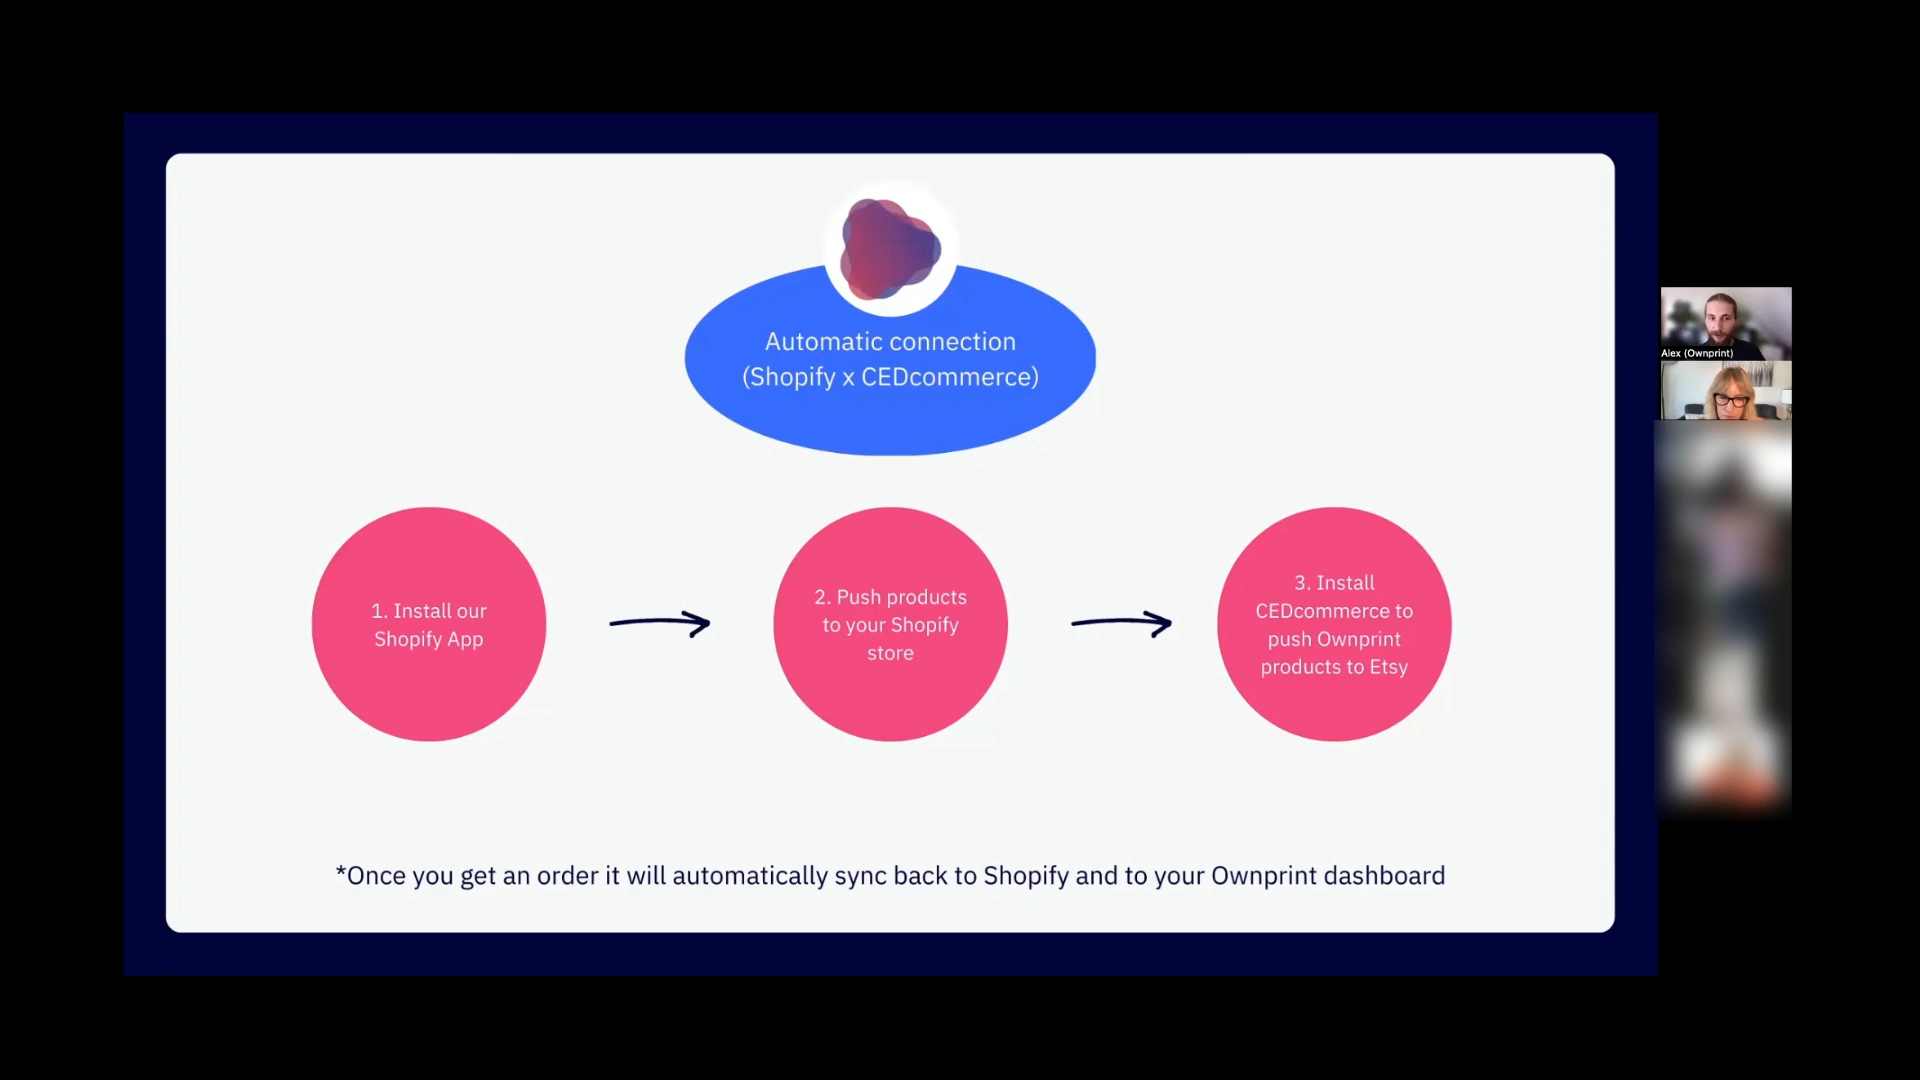 Automatic connection
(Shopify x CEDcommerce)
1. Install our
Shopify App
2. Push products
to your Shopify
store
3. Install
CEDcommerce to
push Ownprint
products to Etsy
*Once you get an order it will automatically sync back to Shopify and to your Ownprint dashboard
Alex (Ownprint)